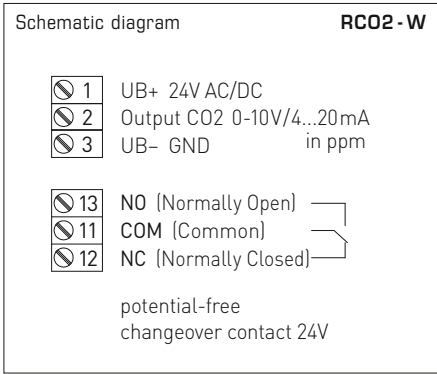 Schematic diagram RCO2-W
1 UB+ 24V AC/DC
2 Output CO2 0-10V/4...20mA
3 UB– GND in ppm
13 NO (Normally Open)
11 COM (Common)
12 NC (Normally Closed)
potential-free
changeover contact 24V